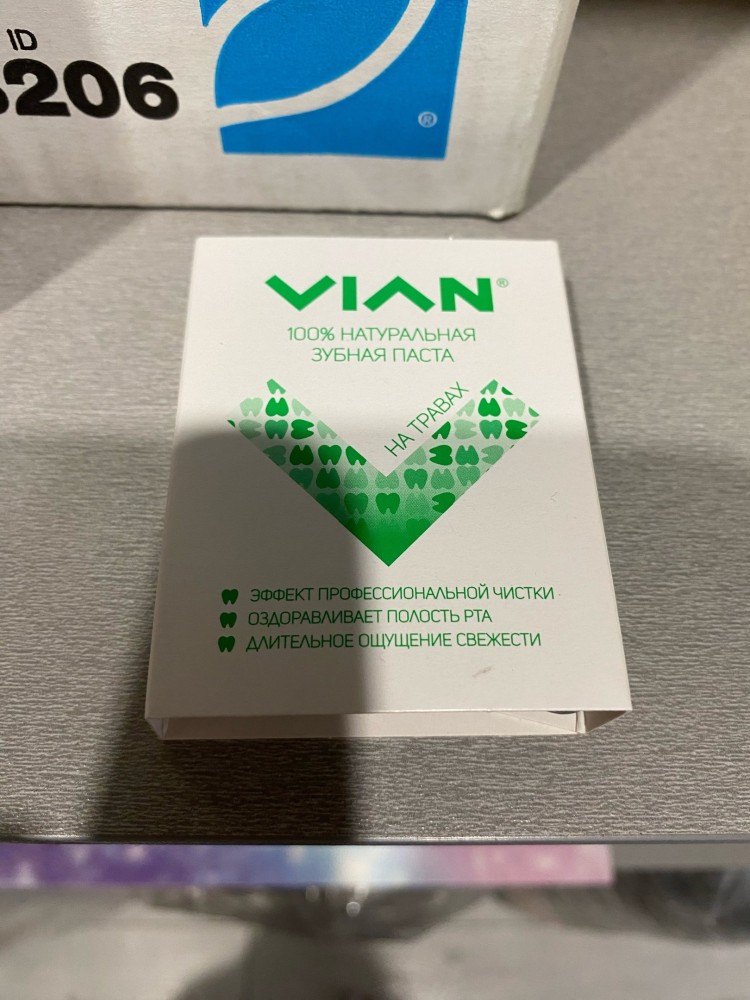 ID
206
®
VIAN®
100% НАТУРАЛЬНАЯ
ЗУБНАЯ ПАСТА
НА ТРАВАХ
ЭФФЕКТ ПРОФЕССИОНАЛЬНОЙ ЧИСТКИ
ОЗДОРАВЛИВАЕТ ПОЛОСТЬ РТА
ДЛИТЕЛЬНОЕ ОЩУЩЕНИЕ СВЕЖЕСТИ